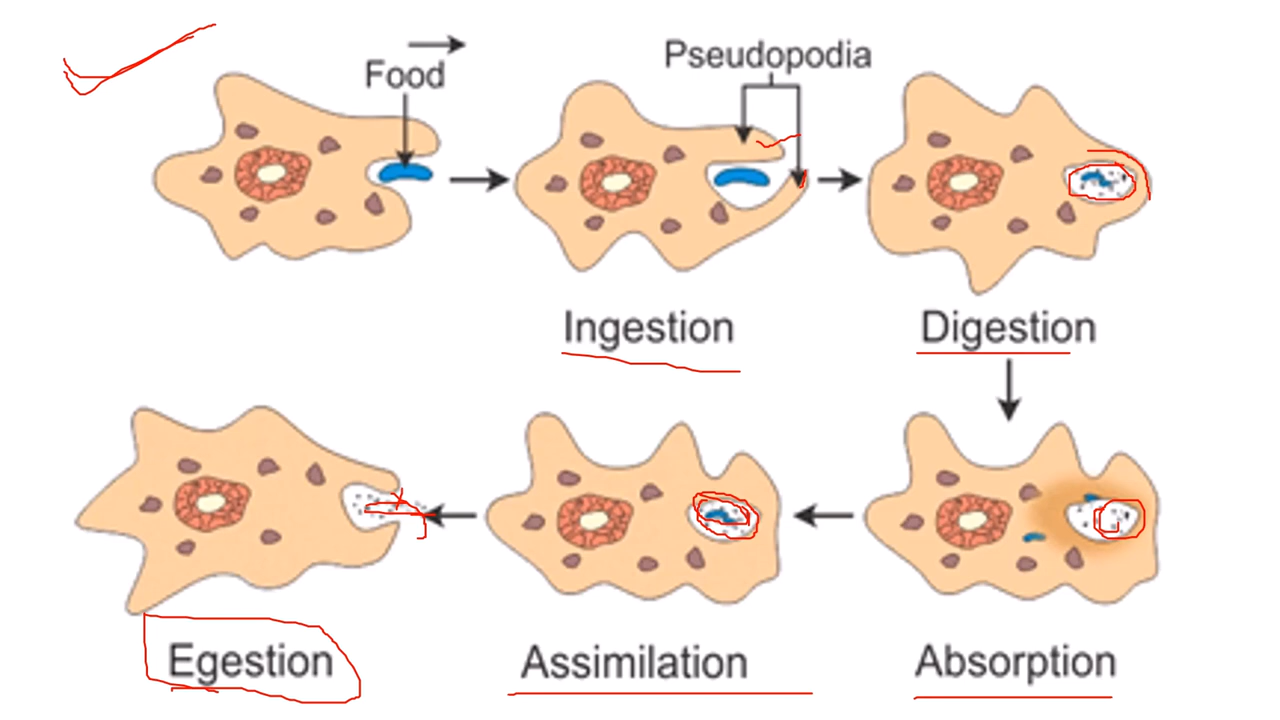 Food
Pseudopodia
Ingestion
Digestion
Egestion
Assimilation
Absorption